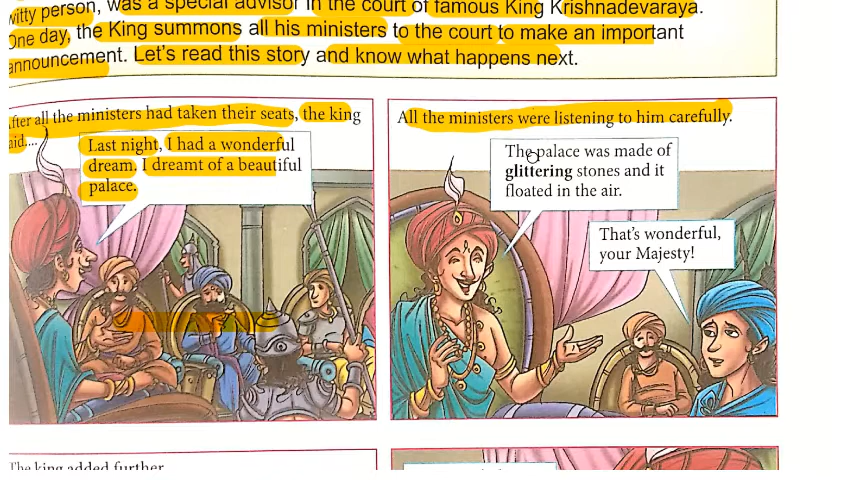 witty person, was a special advisor in the court of famous King Krishnadevaraya.
One day, the King summons all his ministers to the court to make an important
announcement. Let's read this story and know what happens next.
After all the ministers had taken their seats, the king
said....
Last night, I had a wonderful
dream. I dreamt of a beautiful
palace.
All the ministers were listening to him carefully.
The palace was made of
glittering stones and it
floated in the air.
That's wonderful,
your Majesty!
The king added further